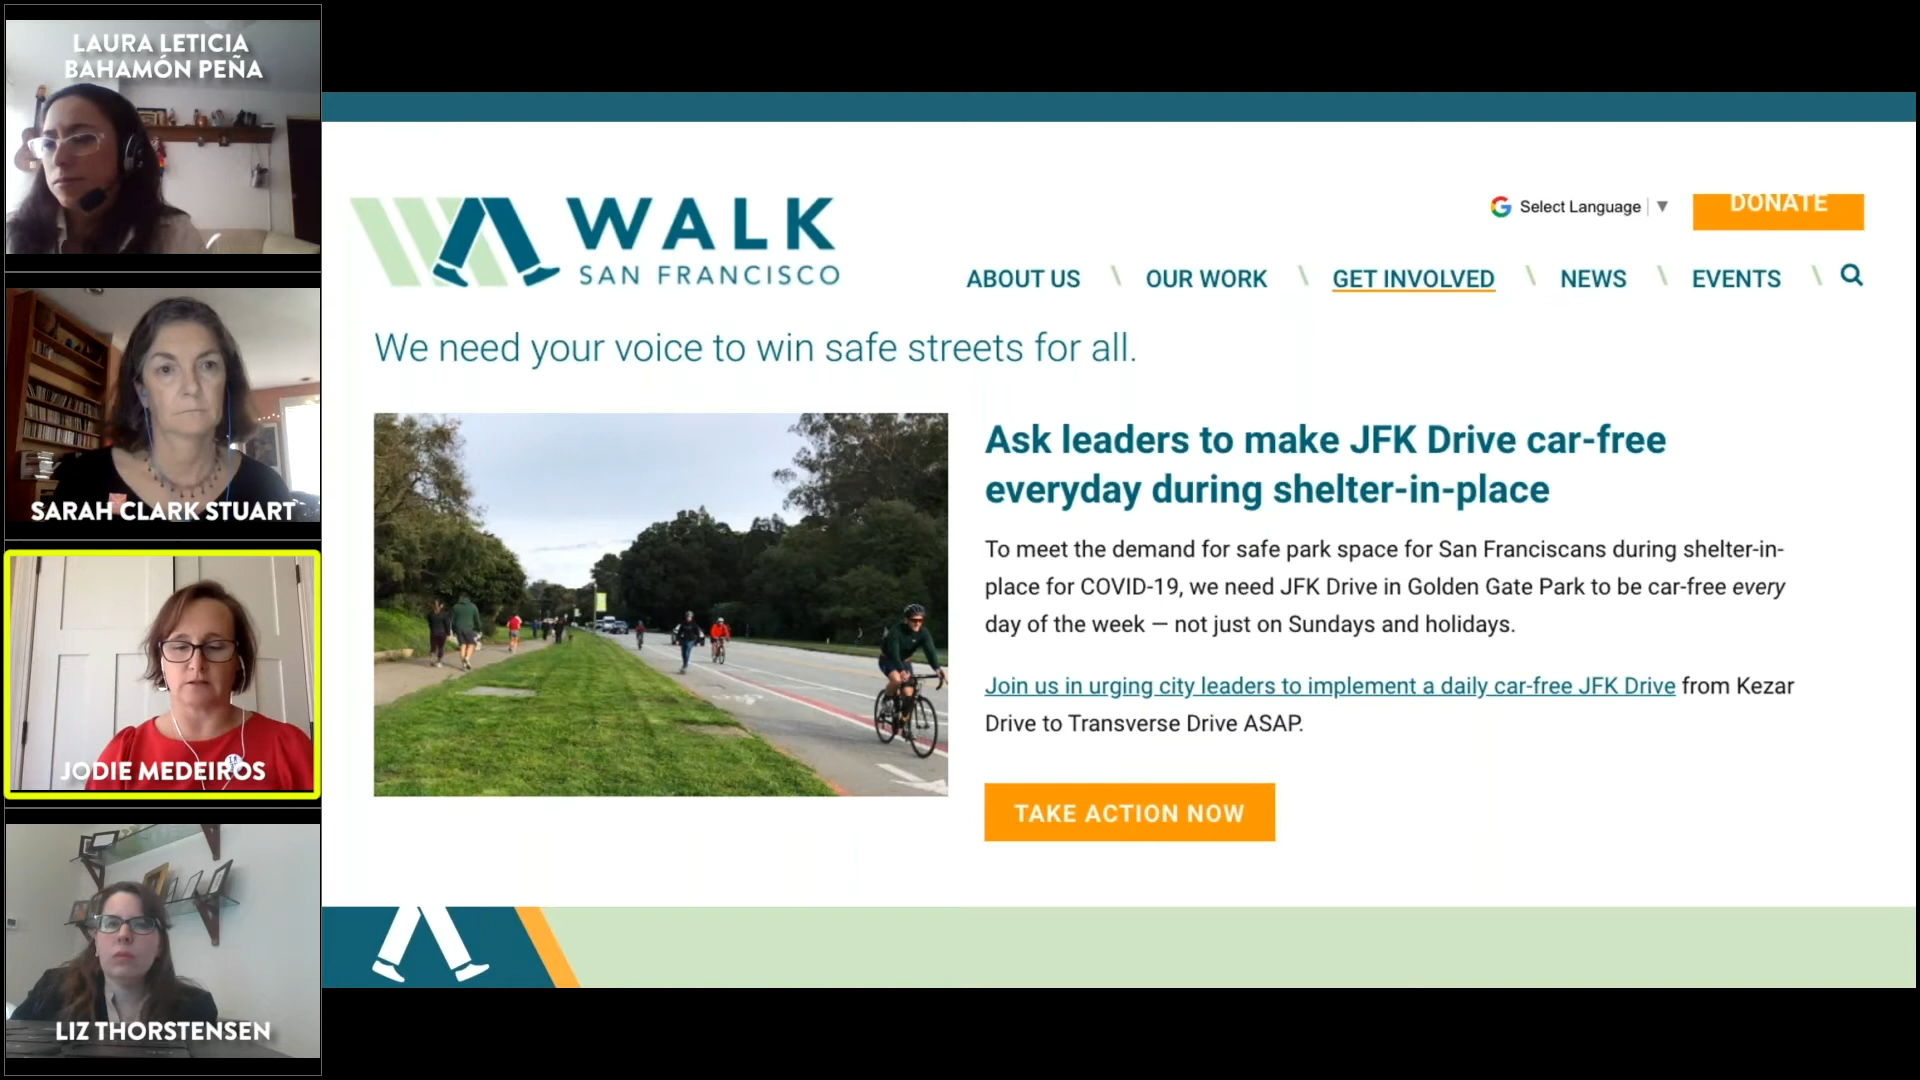 LAURA LETICIA
BAHAMÓN PEÑA
SARAH CLARK STUART
JODIE MEDEIROS
LIZ THORSTENSEN
WALK
SAN FRANCISCO
Select Language ▼
DONATE
ABOUT US \ OUR WORK \ GET INVOLVED \ NEWS \ EVENTS \
We need your voice to win safe streets for all.
Ask leaders to make JFK Drive car-free
everyday during shelter-in-place
To meet the demand for safe park space for San Franciscans during shelter-in-
place for COVID-19, we need JFK Drive in Golden Gate Park to be car-free every
day of the week — not just on Sundays and holidays.
Join us in urging city leaders to implement a daily car-free JFK Drive from Kezar
Drive to Transverse Drive ASAP.
TAKE ACTION NOW